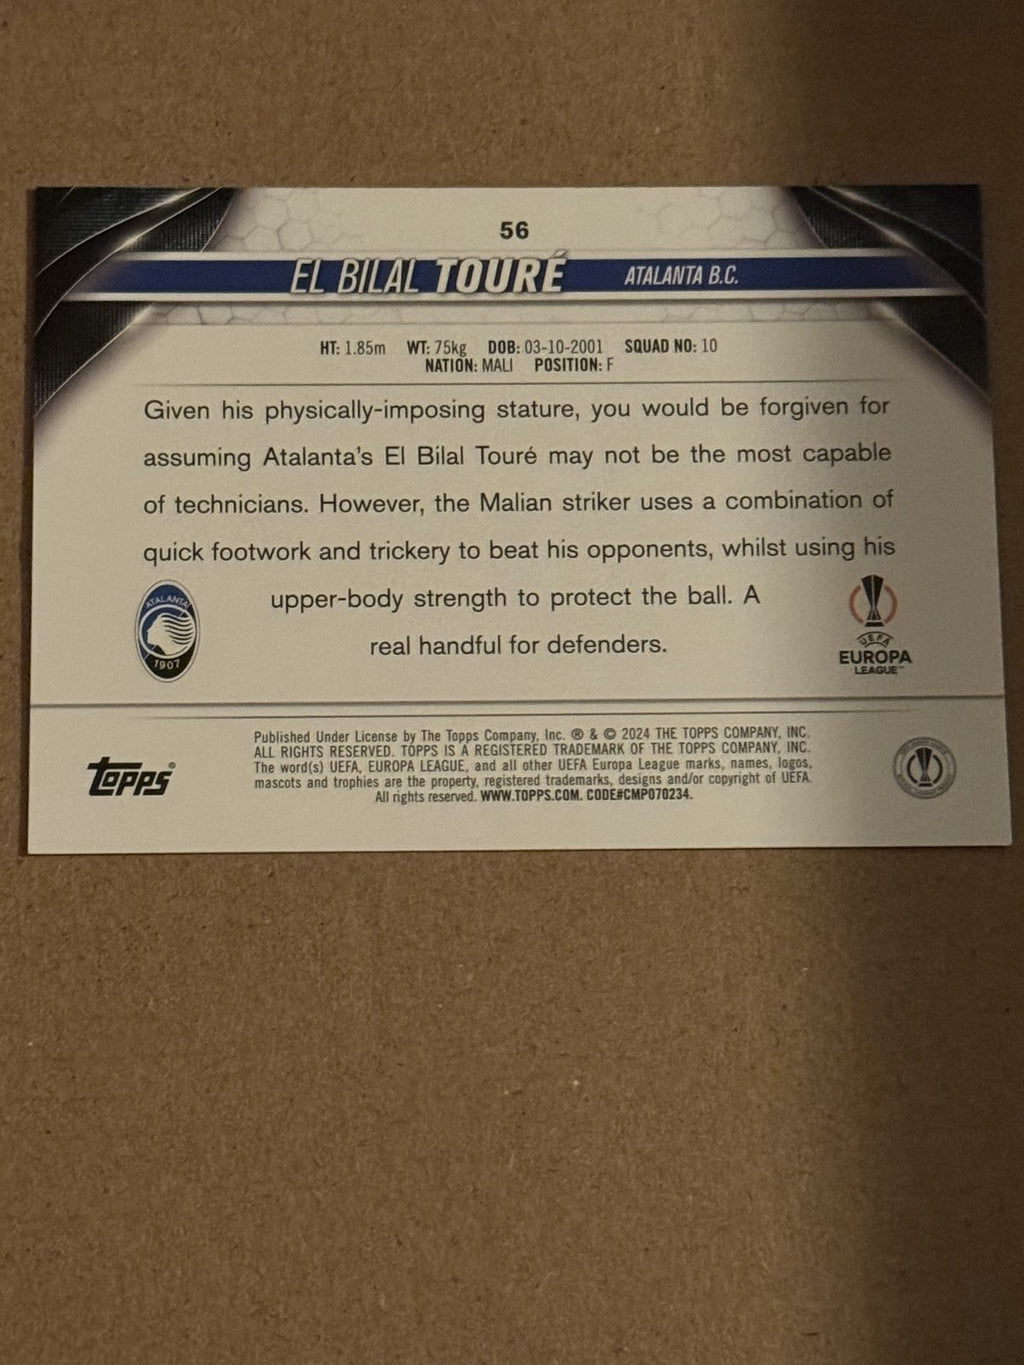 56
EL BILAL TOURÉ ATALANTA B.C.
HT: 1.85m WT: 75kg DOB: 03-10-2001 SQUAD NO: 10
NATION: MALI POSITION: F
Given his physically-imposing stature, you would be forgiven for
assuming Atalanta's El Bilal Touré may not be the most capable
of technicians. However, the Malian striker uses a combination of
quick footwork and trickery to beat his opponents, whilst using his
upper-body strength to protect the ball. A
real handful for defenders.
ATALANTA
1907
UEFA
EUROPA
LEAGUE™
Topps®
Published Under License by The Topps Company, Inc. ® & © 2024 THE TOPPS COMPANY, INC.
ALL RIGHTS RESERVED. TOPPS IS A REGISTERED TRADEMARK OF THE TOPPS COMPANY, INC.
The word(s) UEFA, EUROPA LEAGUE, and all other UEFA Europa League marks, names, logos,
mascots and trophies are the property, registered trademarks, designs and/or copyright of UEFA.
All rights reserved. WWW.TOPPS.COM. CODE#CMP070234.